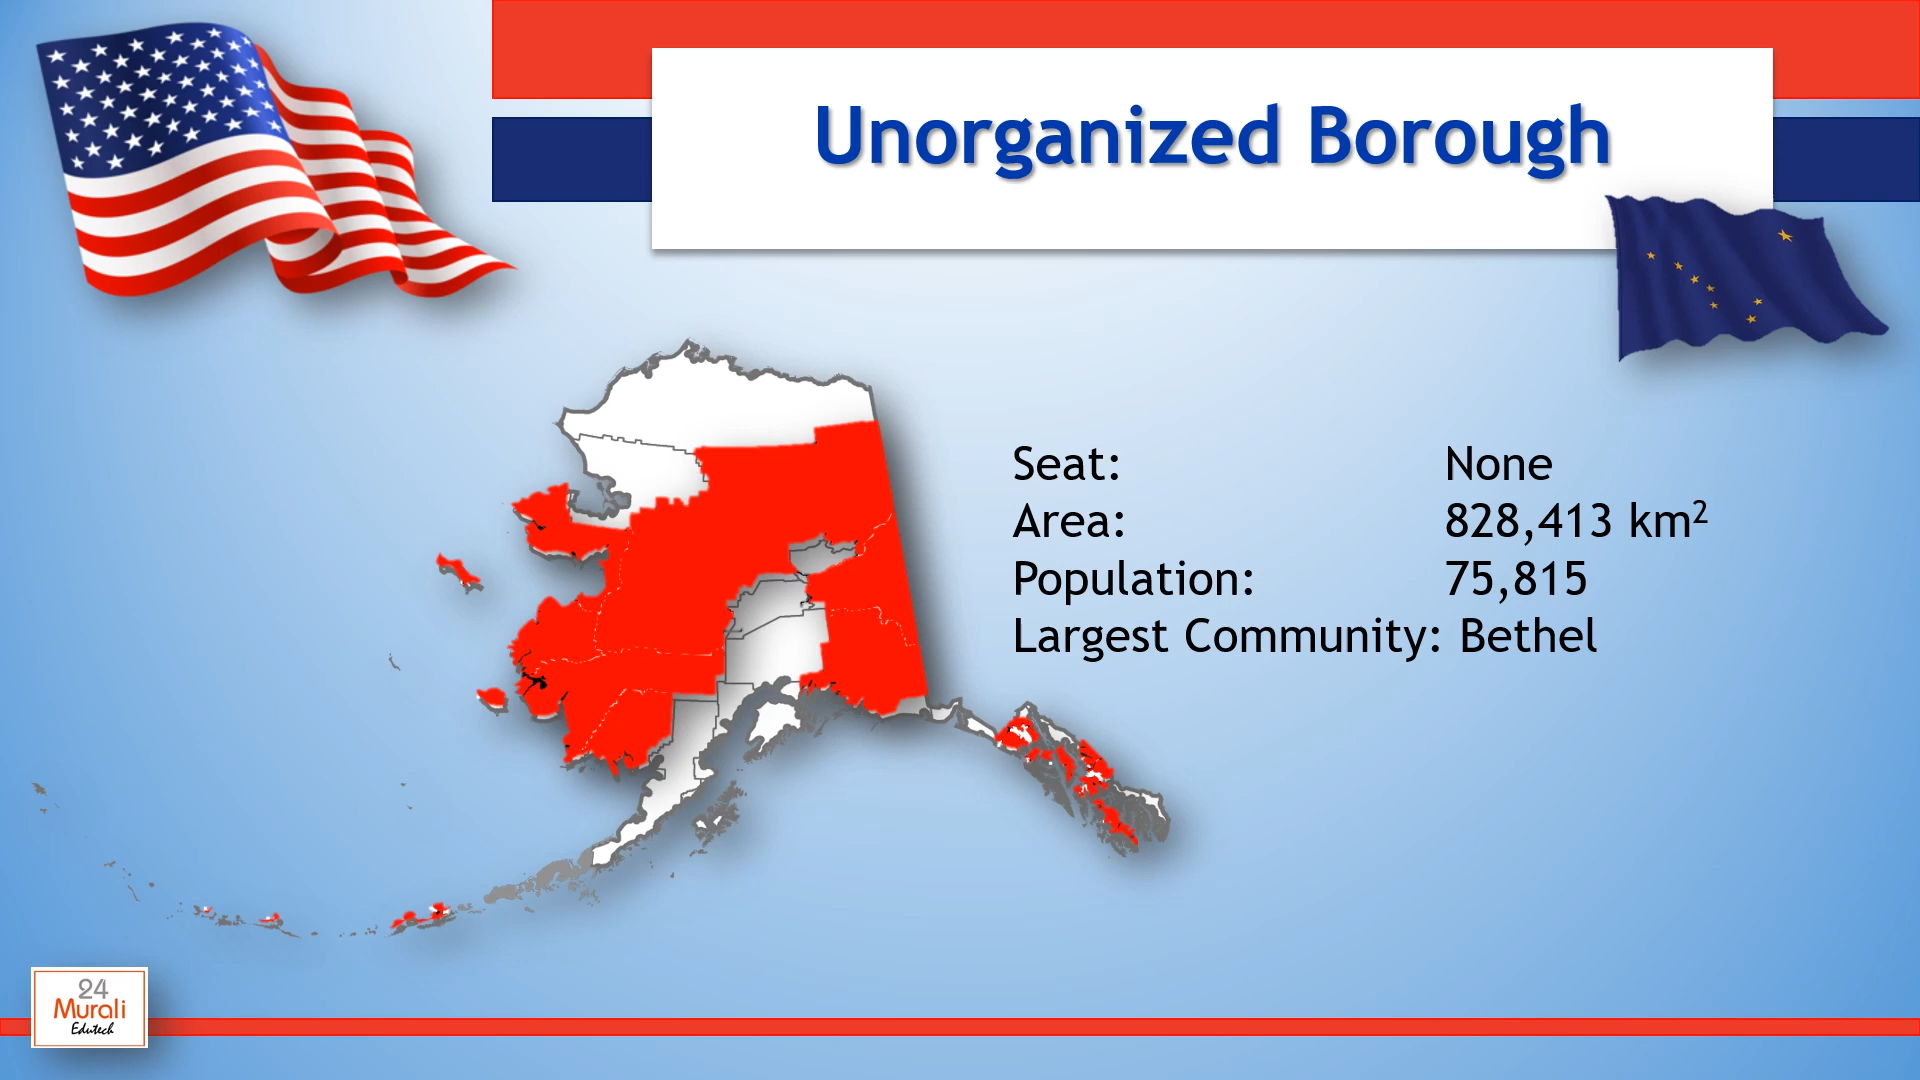 Unorganized Borough
Seat: None
Area: 828,413 km²
Population: 75,815
Largest Community: Bethel
24
Murali
Edutech